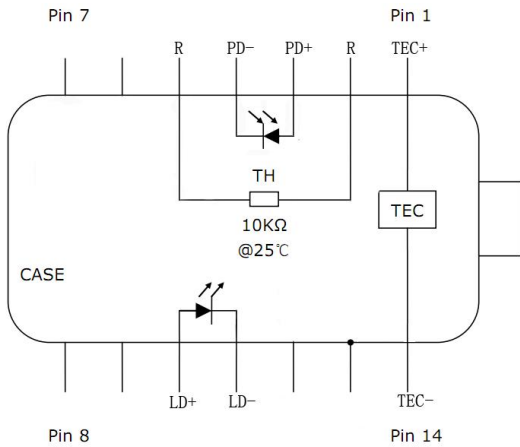 Pin 7 Pin 1
R PD- PD+ R TEC+
TH
10KΩ
@25℃
TEC
CASE
LD+ LD- TEC-
Pin 8 Pin 14